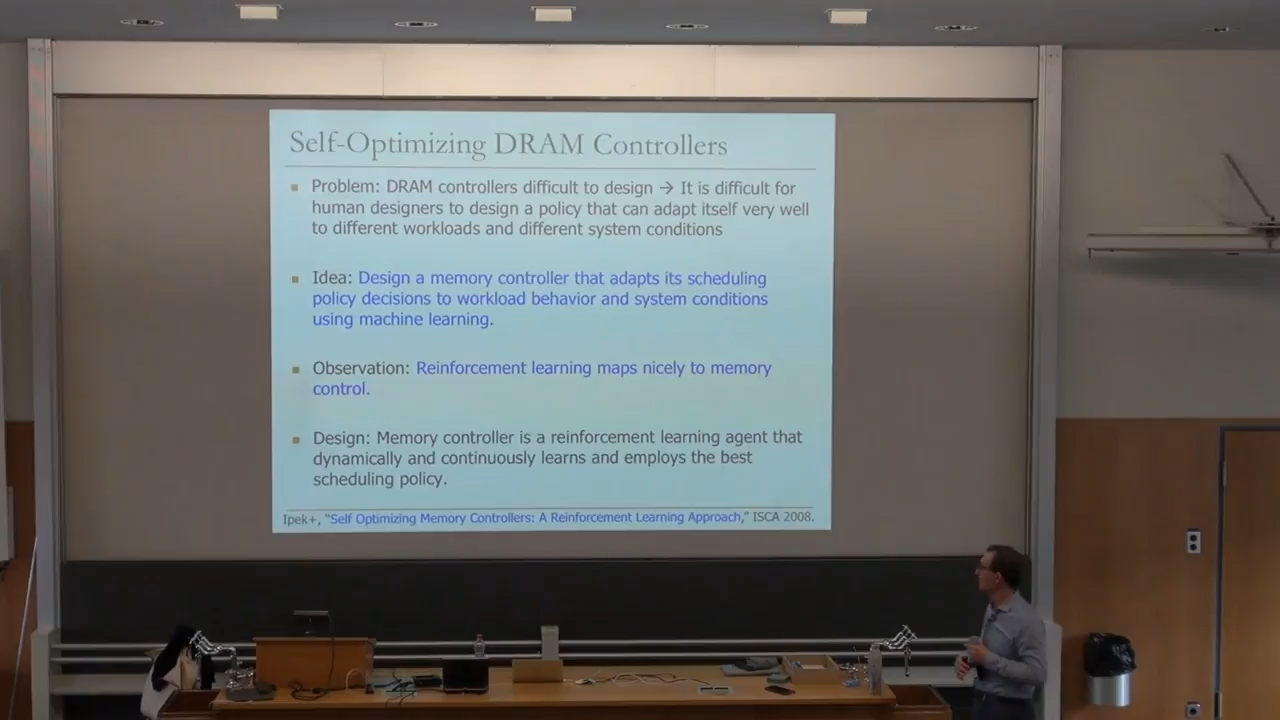 Self-Optimizing DRAM Controllers
Problem: DRAM controllers difficult to design → It is difficult for
human designers to design a policy that can adapt itself very well
to different workloads and different system conditions
Idea: Design a memory controller that adapts its scheduling
policy decisions to workload behavior and system conditions
using machine learning.
Observation: Reinforcement learning maps nicely to memory
control.
Design: Memory controller is a reinforcement learning agent that
dynamically and continuously learns and employs the best
scheduling policy.
Ipek+, "Self Optimizing Memory Controllers: A Reinforcement Learning Approach," ISCA 2008.